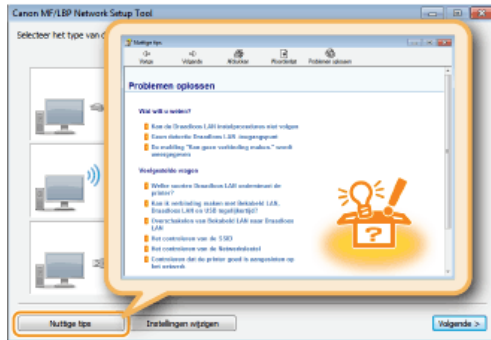 Canon MF/LBP Network Setup Tool
Selecteer het type van
Nuttige tips
Vorige Volgende Afdrukken Problemen oplossen
Problemen oplossen
Wat wilt u weten?
Kan de Draadloos LAN instelprocedures niet volgen
Geen detectie Draadloos LAN toegangspunt
De melding "Kan geen verbinding maken." wordt
weergegeven
Veelgestelde vragen
Welke soorten Draadloos LAN ondersteunt de
printer?
Kan ik verbinding maken met Bekabeld LAN,
Draadloos LAN en USB tegelijkertijd?
Overschakelen van Bekabeld LAN naar Draadloos
LAN
Het controleren van de SSID
Het controleren van de Netwerksleutel
Controleren dat de printer goed is aangesloten op
het netwerk
?
Nuttige tips
Instellingen wijzigen
Volgende >